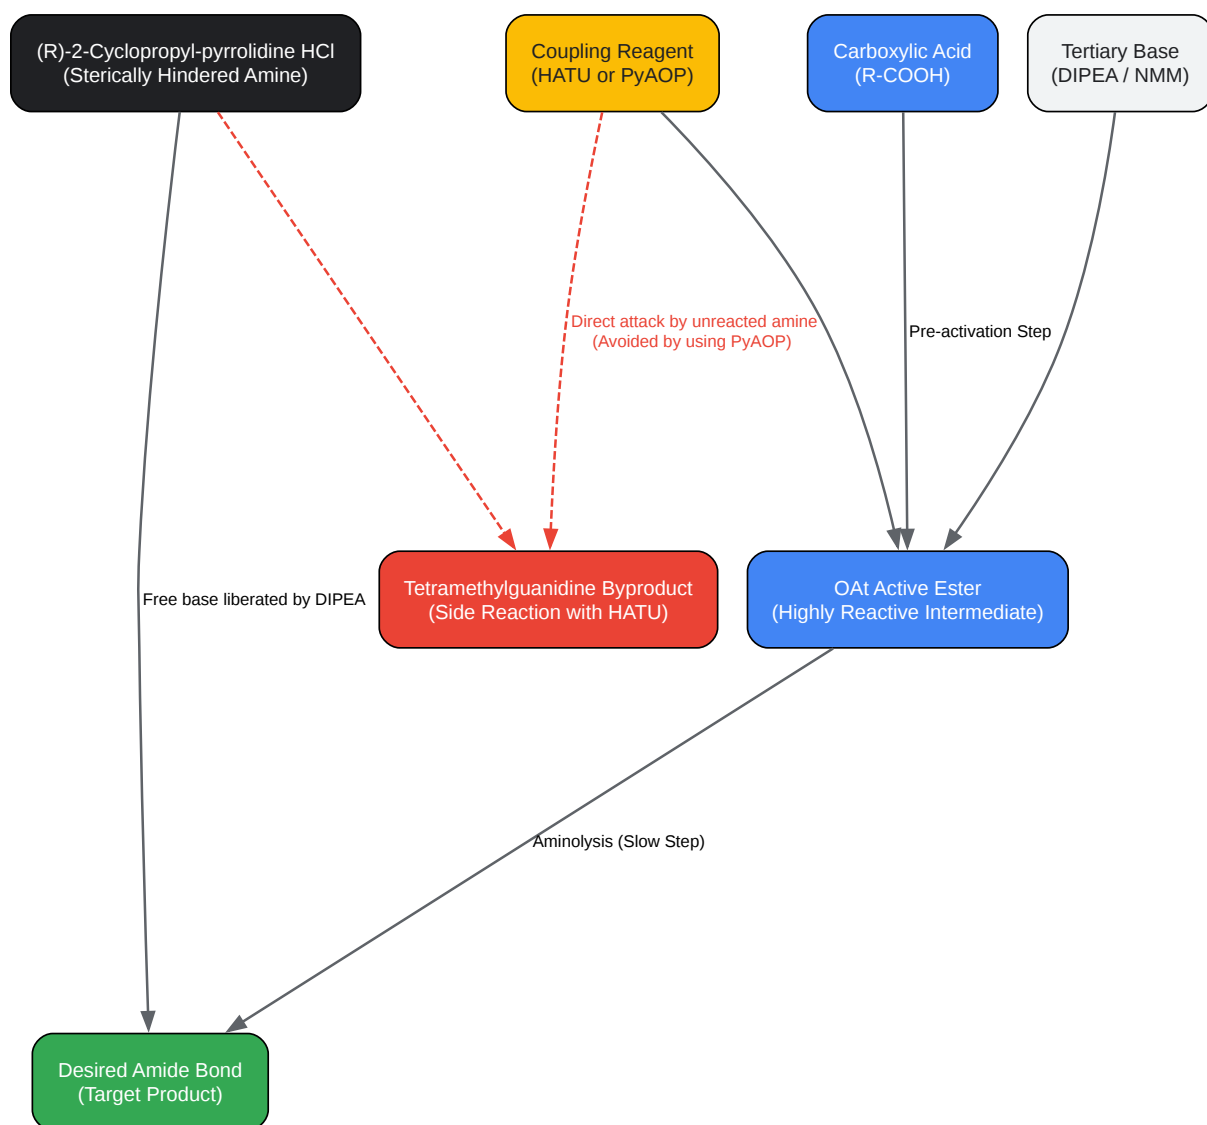 (R)-2-Cyclopropyl-pyrrolidine HCl
(Sterically Hindered Amine)
Coupling Reagent
(HATU or PyAOP)
Carboxylic Acid
(R-COOH)
Tertiary Base
(DIPEA / NMM)
Direct attack by unreacted amine
(Avoided by using PyAOP)
Pre-activation Step
Free base liberated by DIPEA
Tetramethylguanidine Byproduct
(Side Reaction with HATU)
OAt Active Ester
(Highly Reactive Intermediate)
Aminolysis (Slow Step)
Desired Amide Bond
(Target Product)